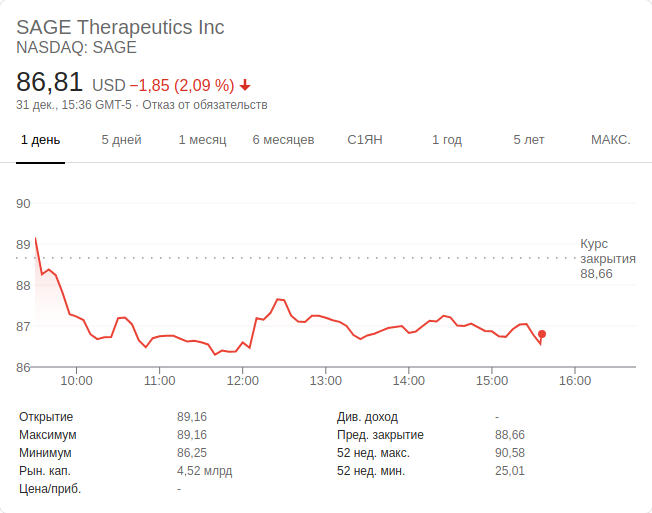 SAGE Therapeutics Inc
NASDAQ: SAGE
86,81 USD −1,85 (2,09 %)
31 дек., 15:36 GMT-5 · Отказ от обязательств
1 день 5 дней 1 месяц 6 месяцев С1ЯН 1 год 5 лет МАКС.
90
89
88
87
86
Курс
закрытия
88,66
10:00 11:00 12:00 13:00 14:00 15:00 16:00
Открытие 89,16 Див. доход -
Максимум 89,16 Пред. закрытие 88,66
Минимум 86,25 52 нед. макс. 90,58
Рын. кап. 4,52 млрд 52 нед. мин. 25,01
Цена/приб. -